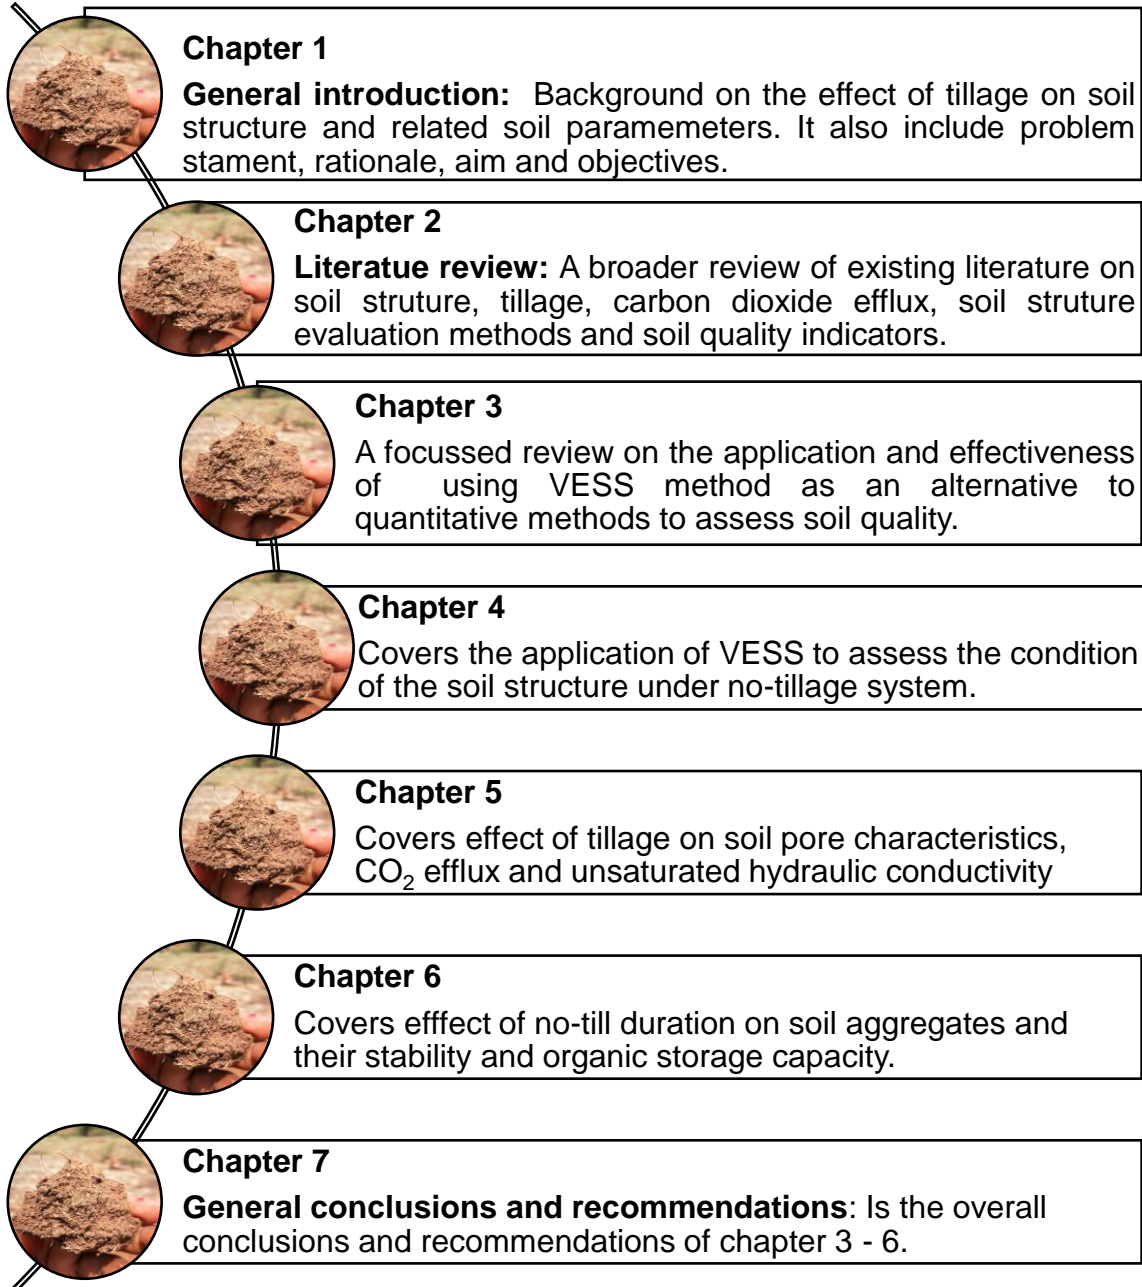 Chapter 1
General introduction: Background on the effect of tillage on soil
structure and related soil paramemeters. It also include problem
stament, rationale, aim and objectives.
Chapter 2
Literatue review: A broader review of existing literature on
soil struture, tillage, carbon dioxide efflux, soil struture
evaluation methods and soil quality indicators.
Chapter 3
A focussed review on the application and effectiveness
of using VESS method as an alternative to
quantitative methods to assess soil quality.
Chapter 4
Covers the application of VESS to assess the condition
of the soil structure under no-tillage system.
Chapter 5
Covers effect of tillage on soil pore characteristics,
CO₂ efflux and unsaturated hydraulic conductivity
Chapter 6
Covers efffect of no-till duration on soil aggregates and
their stability and organic storage capacity.
Chapter 7
General conclusions and recommendations: Is the overall
conclusions and recommendations of chapter 3 - 6.